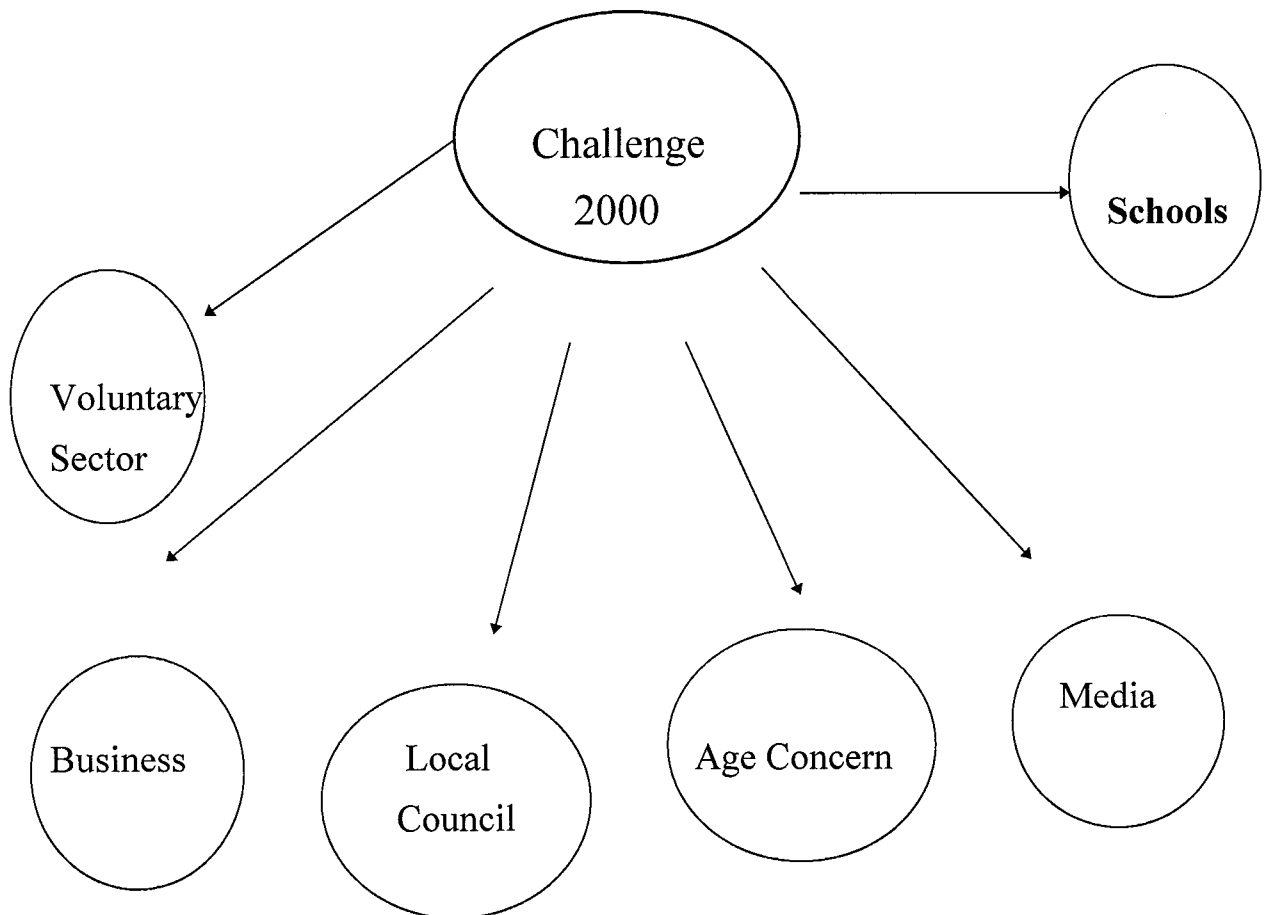 Challenge
2000
Schools
Voluntary
Sector
Business
Local
Council
Age Concern
Media